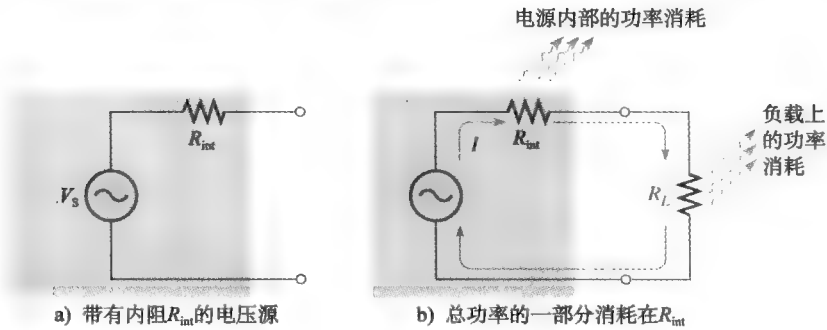 电源内部的功率消耗
R_int
V_s
a) 带有内阻R_int的电压源
I
R_int
R_L
负载上
的功率
消耗
b) 总功率的一部分消耗在R_int